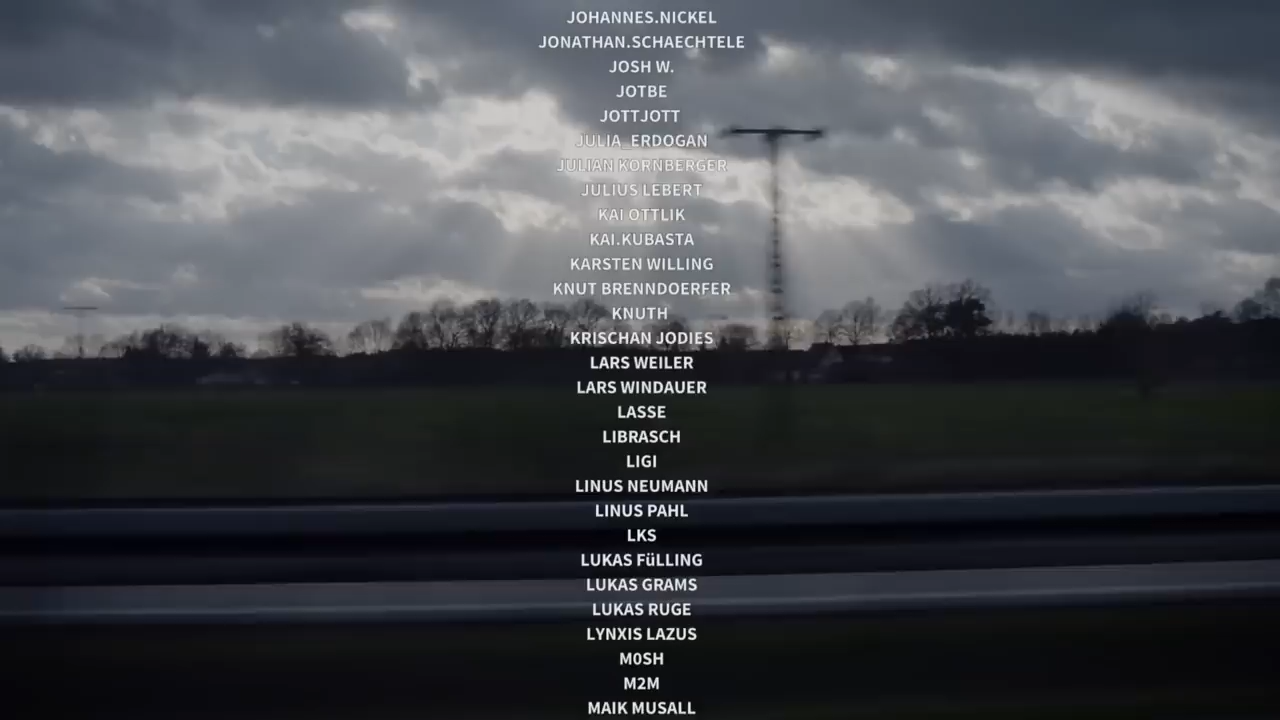 JOHANNES.NICKEL
JONATHAN.SCHAECHTELE
JOSH W.
JOTBE
JOTTJOTT
JULIA_ERDOGAN
JULIAN KORNBERGER
JULIUS LEBERT
KAI OTTLIK
KAI.KUBASTA
KARSTEN WILLING
KNUT BRENNDOERFER
KNUTH
KRISCHAN JODIES
LARS WEILER
LARS WINDAUER
LASSE
LIBRASCH
LIGI
LINUS NEUMANN
LINUS PAHL
LKS
LUKAS FüLLING
LUKAS GRAMS
LUKAS RUGE
LYNXIS LAZUS
M0SH
M2M
MAIK MUSALL